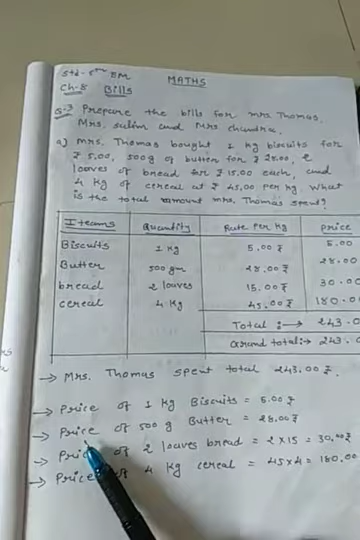 Std-5th EM
MATHS
Ch-8 Bills
Q-3 Prepare the bills for mrs Thomas,
Mrs. Salim and Mrs Chandra.
a) Mrs. Thomas bought 1 kg biscuits for
₹ 5.00, 500g of butter for ₹ 28.00, 2
loaves of bread for ₹ 15.00 each, and
4 kg of cereal at ₹ 45.00 per kg. What
is the total amount mrs. Thomas spent?
Iteams Quantity Rate Per kg price
Biscuits 1 kg 5.00 ₹ 5.00
Butter 500 gm 28.00 ₹ 28.00
bread 2 loaves 15.00 ₹ 30.00
cereal 4 kg 45.00 ₹ 180.0
Total :→ 243.0
Grand total:→ 243.0
→ Mrs. Thomas spent total 243.00 ₹.
→ Price of 1 kg Biscuits = 5.00 ₹
→ Price of 500 g Butter = 28.00 ₹
→ Price of 2 loaves bread = 2 x 15 = 30.00 ₹
→ Price of 4 kg cereal = 45 x 4 = 180.00